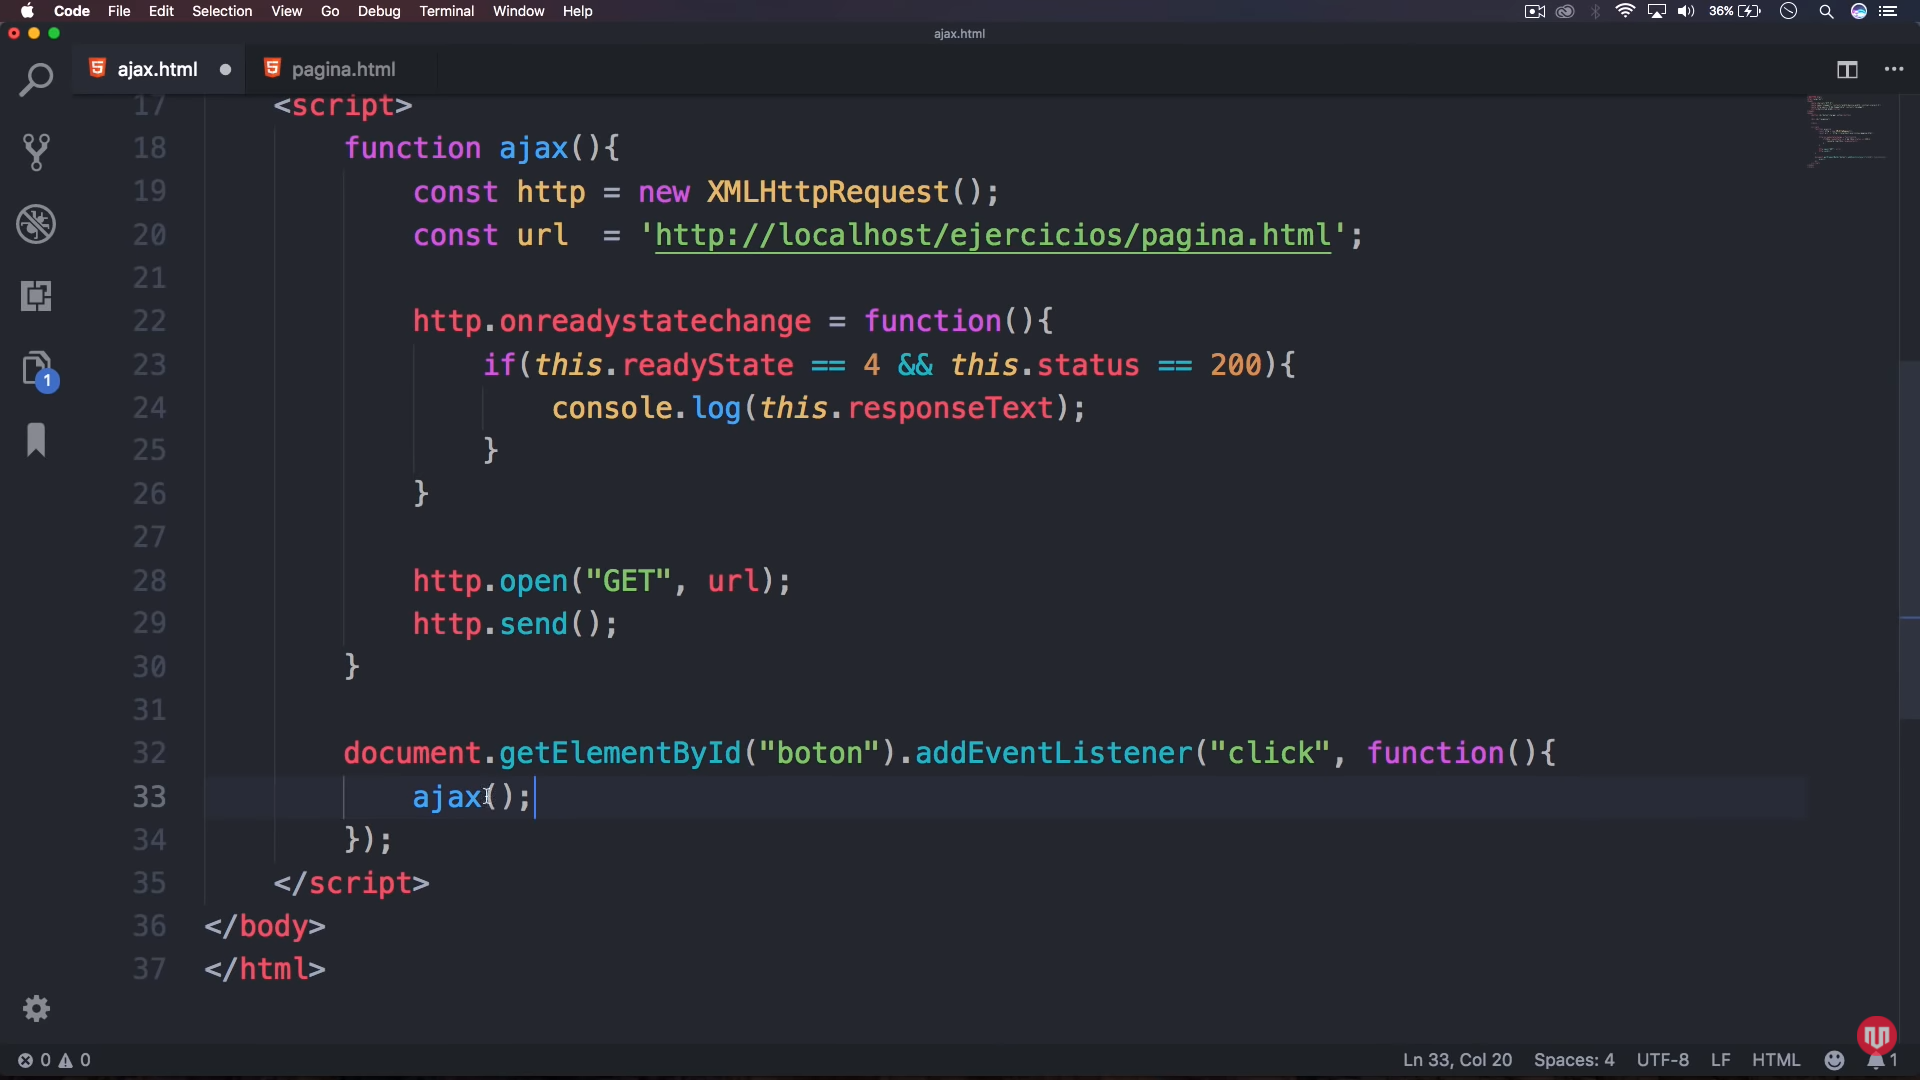 Code File Edit Selection View Go Debug Terminal Window Help 36%
ajax.html
ajax.html pagina.html
17 <script>
18 function ajax(){
19 const http = new XMLHttpRequest();
20 const url = 'http://localhost/ejercicios/pagina.html';
21
22 http.onreadystatechange = function(){
23 if(this.readyState == 4 && this.status == 200){
24 console.log(this.responseText);
25 }
26 }
27
28 http.open("GET", url);
29 http.send();
30 }
31
32 document.getElementById("boton").addEventListener("click", function(){
33 ajax();
34 });
35 </script>
36 </body>
37 </html>
1
0 0 Ln 33, Col 20 Spaces: 4 UTF-8 LF HTML 1